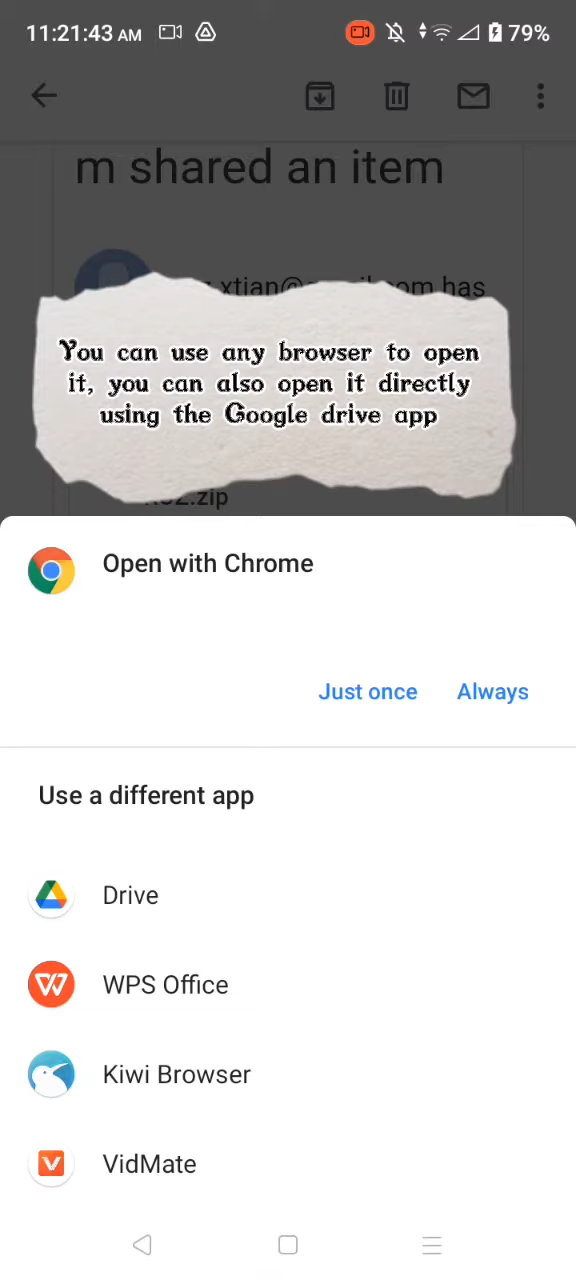 11:21:43 AM
79%
m shared an item
has
You can use any browser to open
it, you can also open it directly
using the Google drive app
.zip
Open with Chrome
Just once
Always
Use a different app
Drive
WPS Office
Kiwi Browser
VidMate